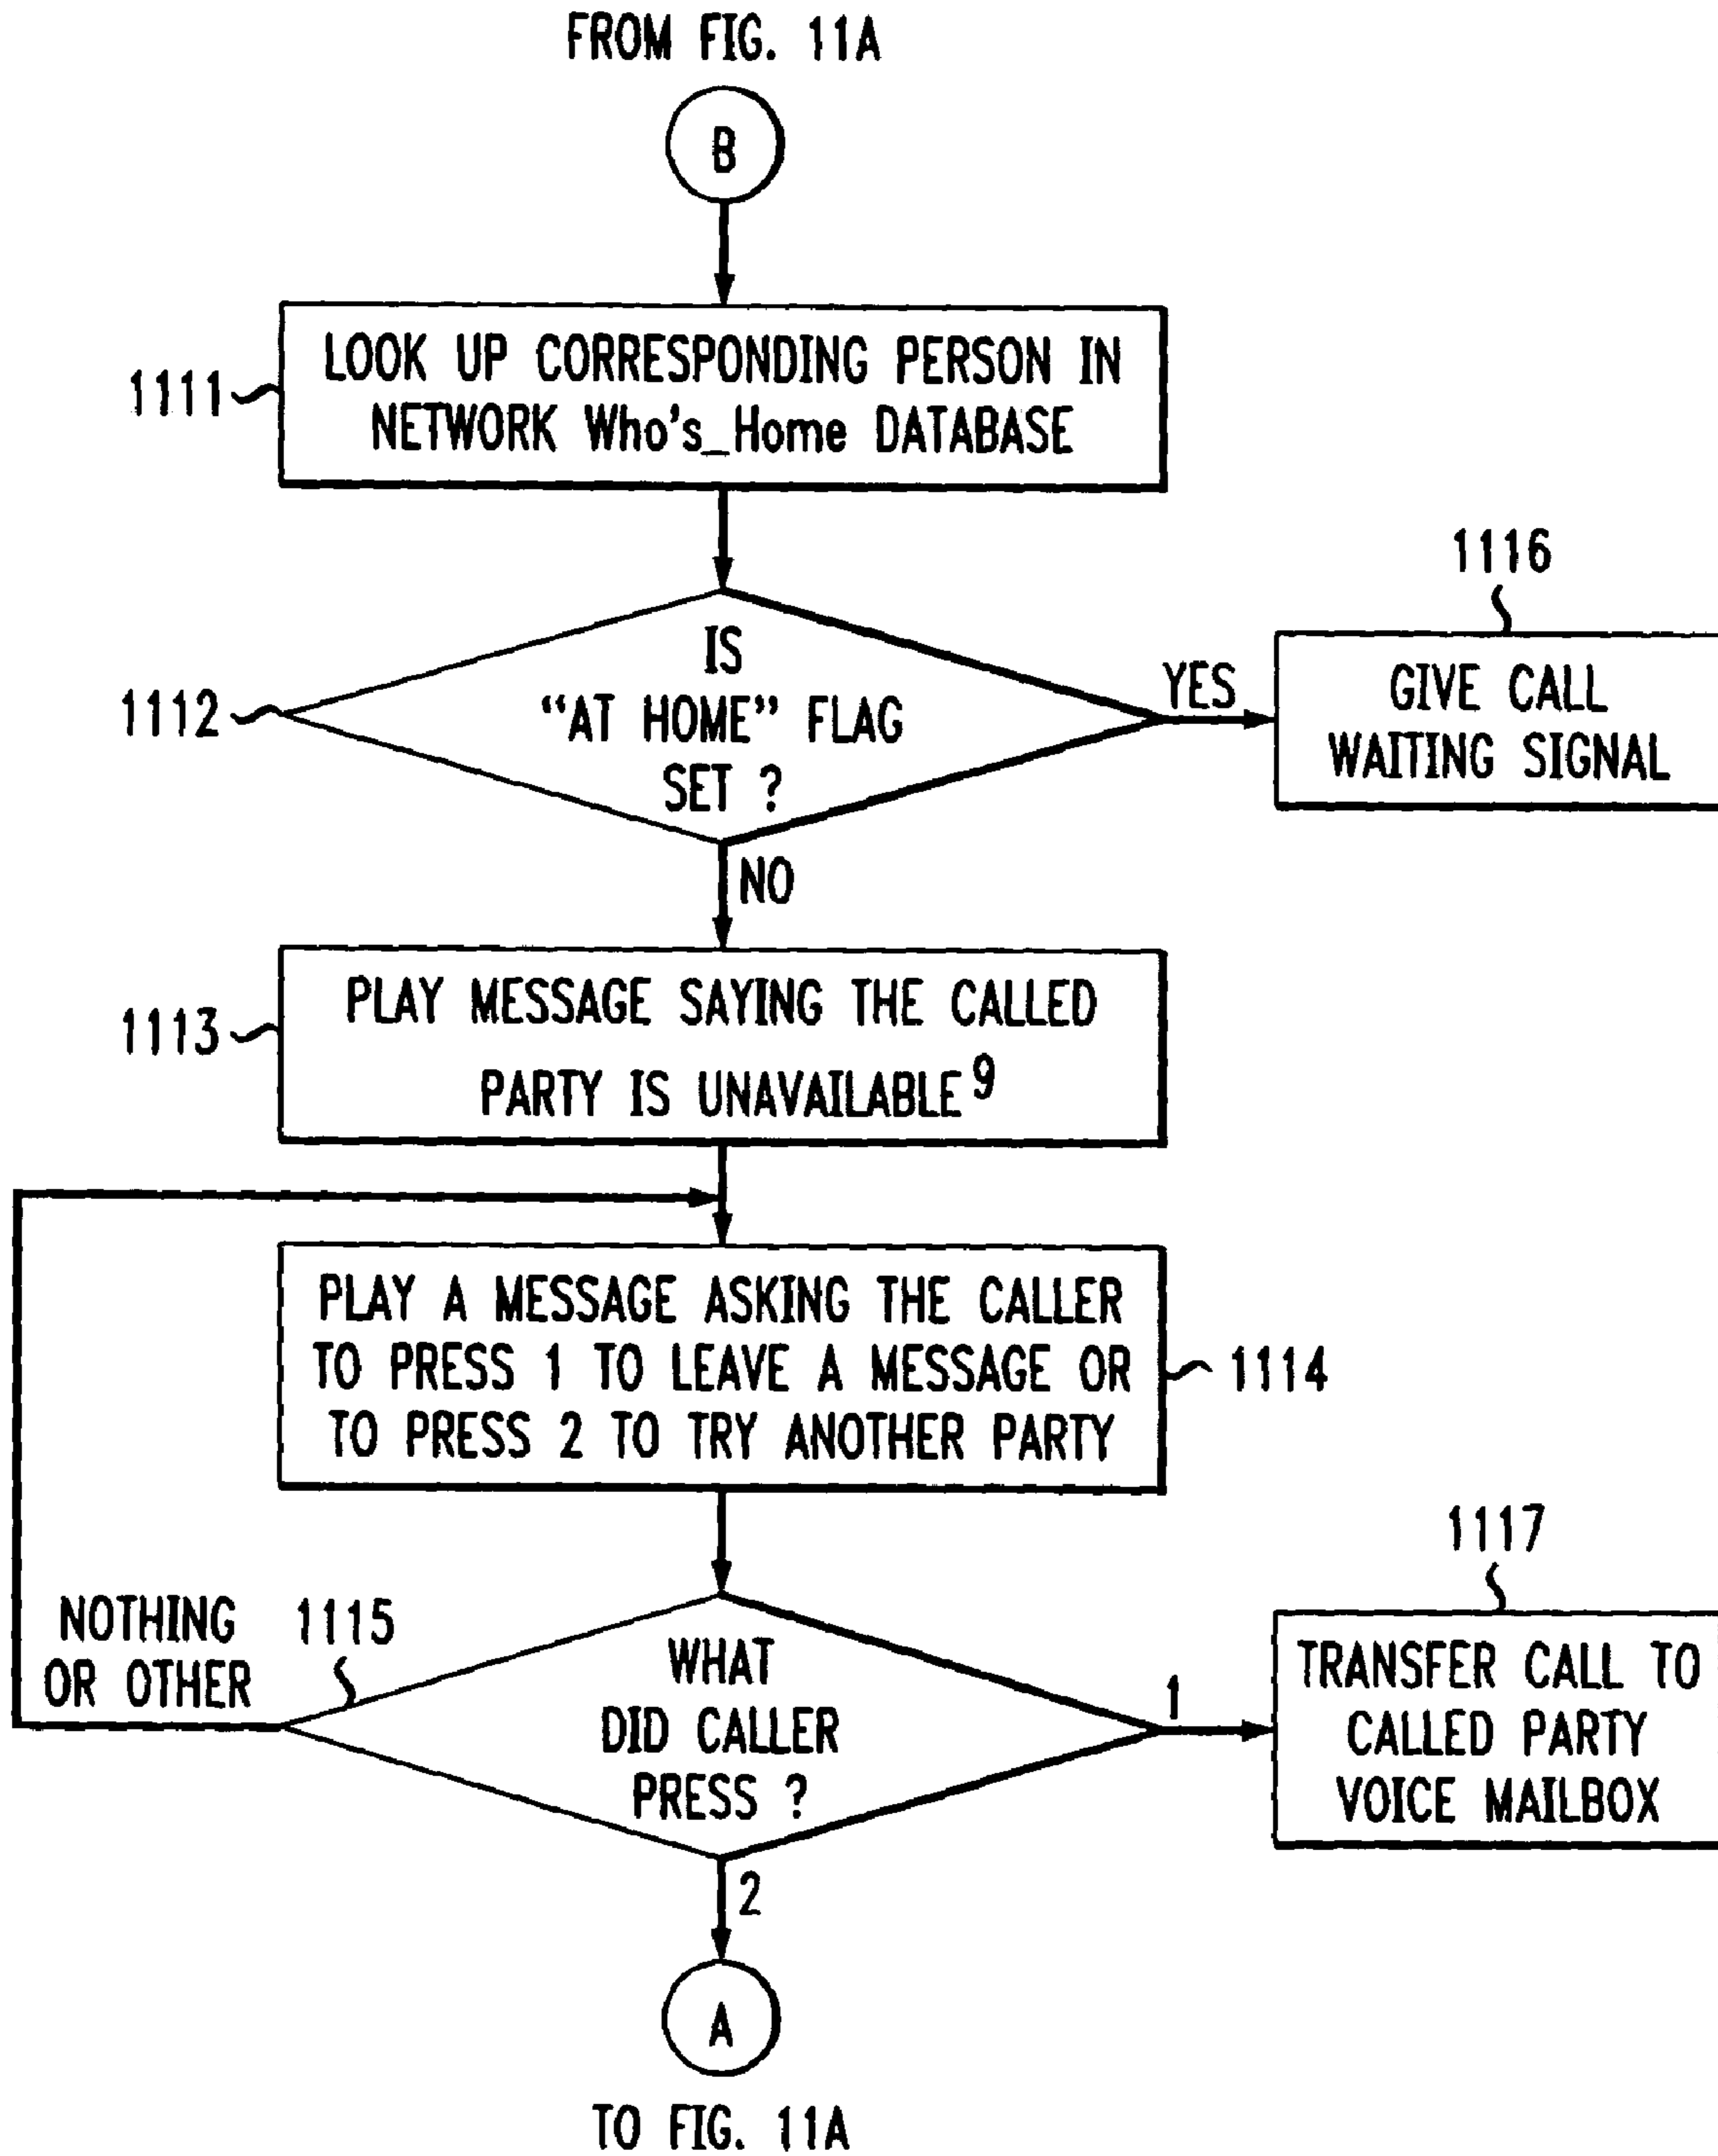 FROM FIG. 11A
B
1111
LOOK UP CORRESPONDING PERSON IN
NETWORK Who's_Home DATABASE
1112
IS
“AT HOME” FLAG
SET ?
YES
1116
GIVE CALL
WAITING SIGNAL
NO
1113
PLAY MESSAGE SAYING THE CALLED
PARTY IS UNAVAILABLE 9
PLAY A MESSAGE ASKING THE CALLER
TO PRESS 1 TO LEAVE A MESSAGE OR
TO PRESS 2 TO TRY ANOTHER PARTY
1114
NOTHING
OR OTHER
1115
WHAT
DID CALLER
PRESS ?
1
1117
TRANSFER CALL TO
CALLED PARTY
VOICE MAILBOX
2
A
TO FIG. 11A